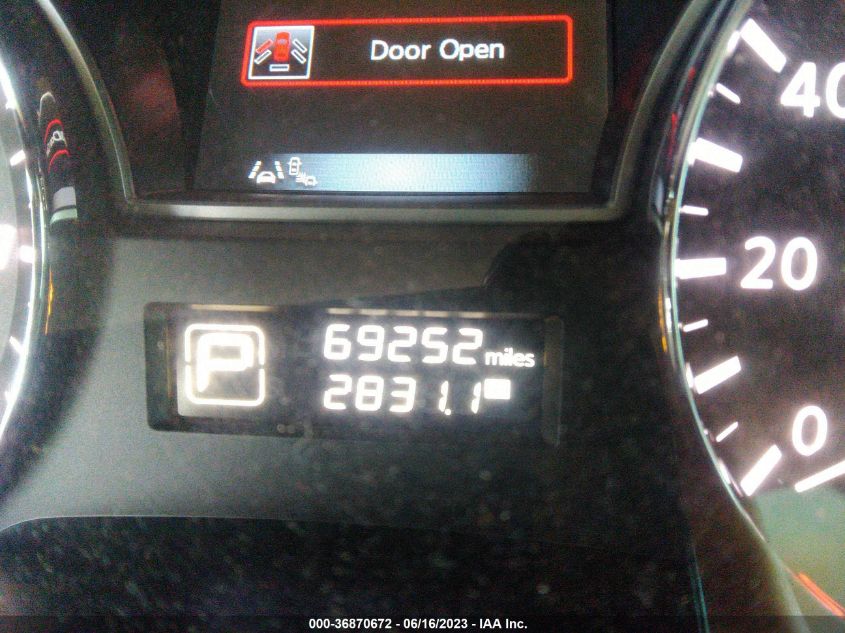 Door Open
40
20
0
P
69252 miles
2831.1
000-36870672 - 06/16/2023 - IAA Inc.